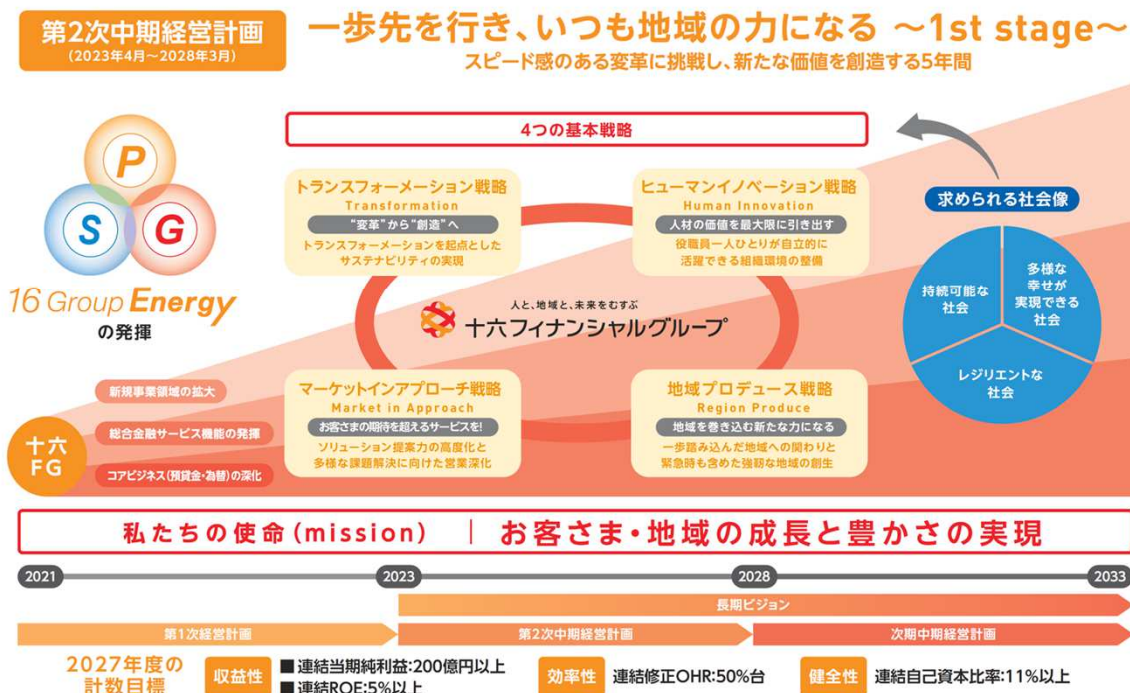 第2次中期経営計画
(2023年4月～2028年3月)
一歩先を行き、いつも地域の力になる ～1st stage～
スピード感のある変革に挑戦し、新たな価値を創造する5年間
P
S
G
16 Group Energy
の発揮
4つの基本戦略
トランスフォーメーション戦略
Transformation
“変革”から“創造”へ
トランスフォーメーションを起点とした
サステナビリティの実現
ヒューマンイノベーション戦略
Human Innovation
人材の価値を最大限に引き出す
役職員一人ひとりが自立的に
活躍できる組織環境の整備
人と、地域と、未来をむすぶ
十六フィナンシャルグループ
マーケットインアプローチ戦略
Market in Approach
お客さまの期待を超えるサービスを!
ソリューション提案力の高度化と
多様な課題解決に向けた営業深化
地域プロデュース戦略
Region Produce
地域を巻き込む新たな力になる
一歩踏み込んだ地域への関わりと
緊急時も含めた強靭な地域の創生
求められる社会像
持続可能な
社会
多様な
幸せが
実現できる
社会
レジリエントな
社会
新規事業領域の拡大
総合金融サービス機能の発揮
コアビジネス(預貸金・為替)の深化
十六
FG
私たちの使命(mission)
お客さま・地域の成長と豊かさの実現
2021
2023
2028
2033
長期ビジョン
第1次経営計画
第2次中期経営計画
次期中期経営計画
2027年度の
計数目標
収益性
■連結当期純利益:200億円以上
■連結ROE:5%以上
効率性
連結修正OHR:50%台
健全性
連結自己資本比率:11%以上